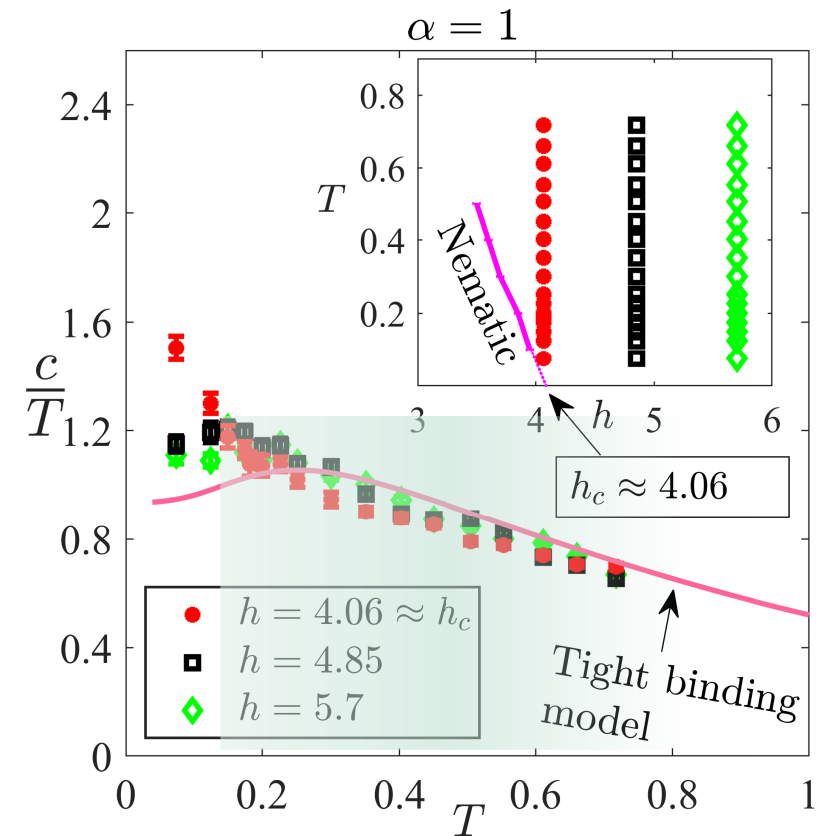 α = 1
c
T
2.4
2
1.6
1.2
0.8
0.4
0
0
0.2
0.4
0.6
0.8
1
T
T
0.8
0.6
0.4
0.2
3
4
5
6
h
Nematic
h_c ≈ 4.06
h = 4.06 ≈ h_c
h = 4.85
h = 5.7
Tight binding
model